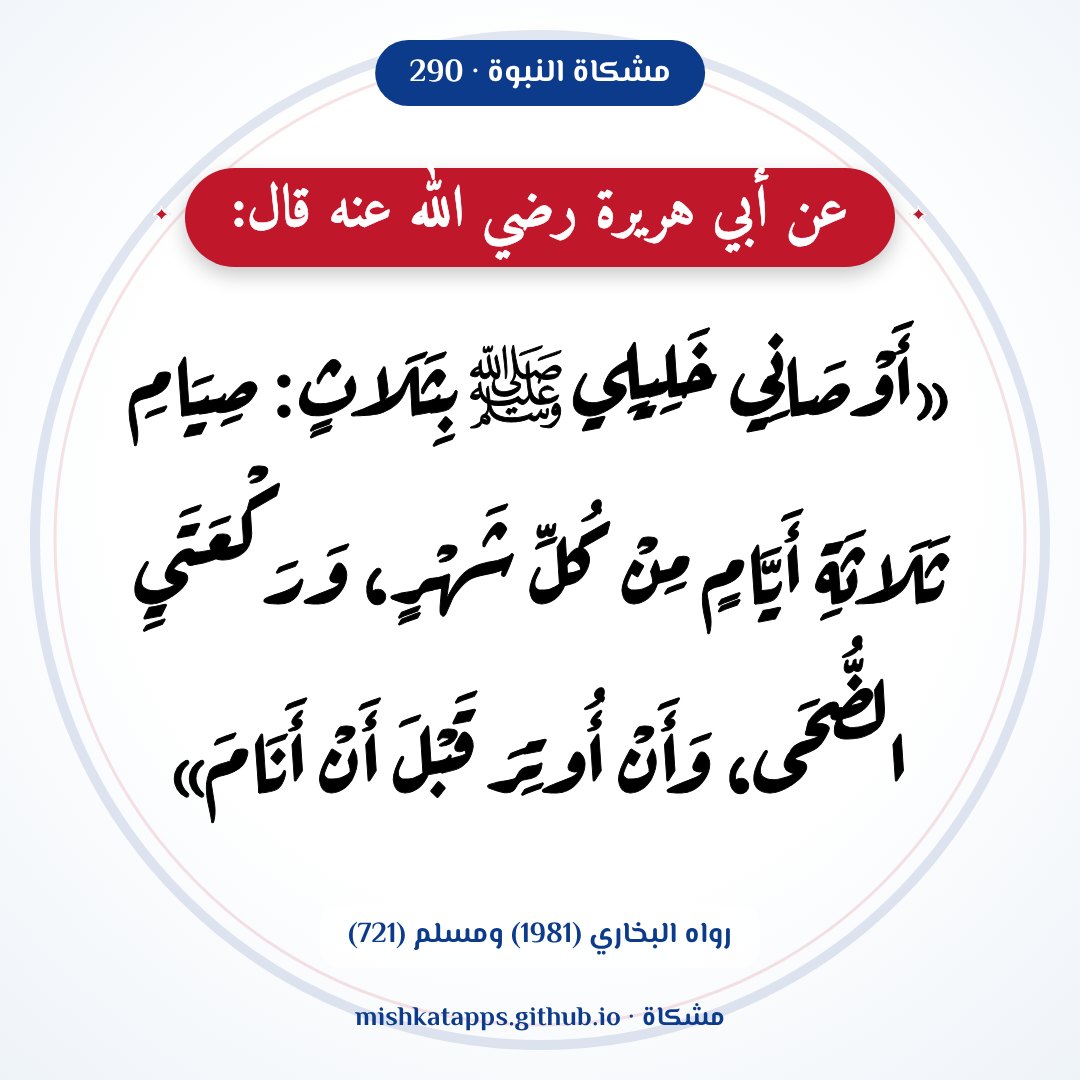 مشكاة النبوة · 290
عن أبي هريرة رضي الله عنه قال:
«أَوْصَانِي خَلِيلِي ﷺ بِثَلَاثٍ: صِيَامِ
ثَلَاثَةِ أَيَّامٍ مِنْ كُلِّ شَهْرٍ، وَرَكْعَتَيِ
الضُّحَى، وَأَنْ أُوتِرَ قَبْلَ أَنْ أَنَامَ»
رواه البخاري (1981) ومسلم (721)
مشكاة · mishkatapps.github.io